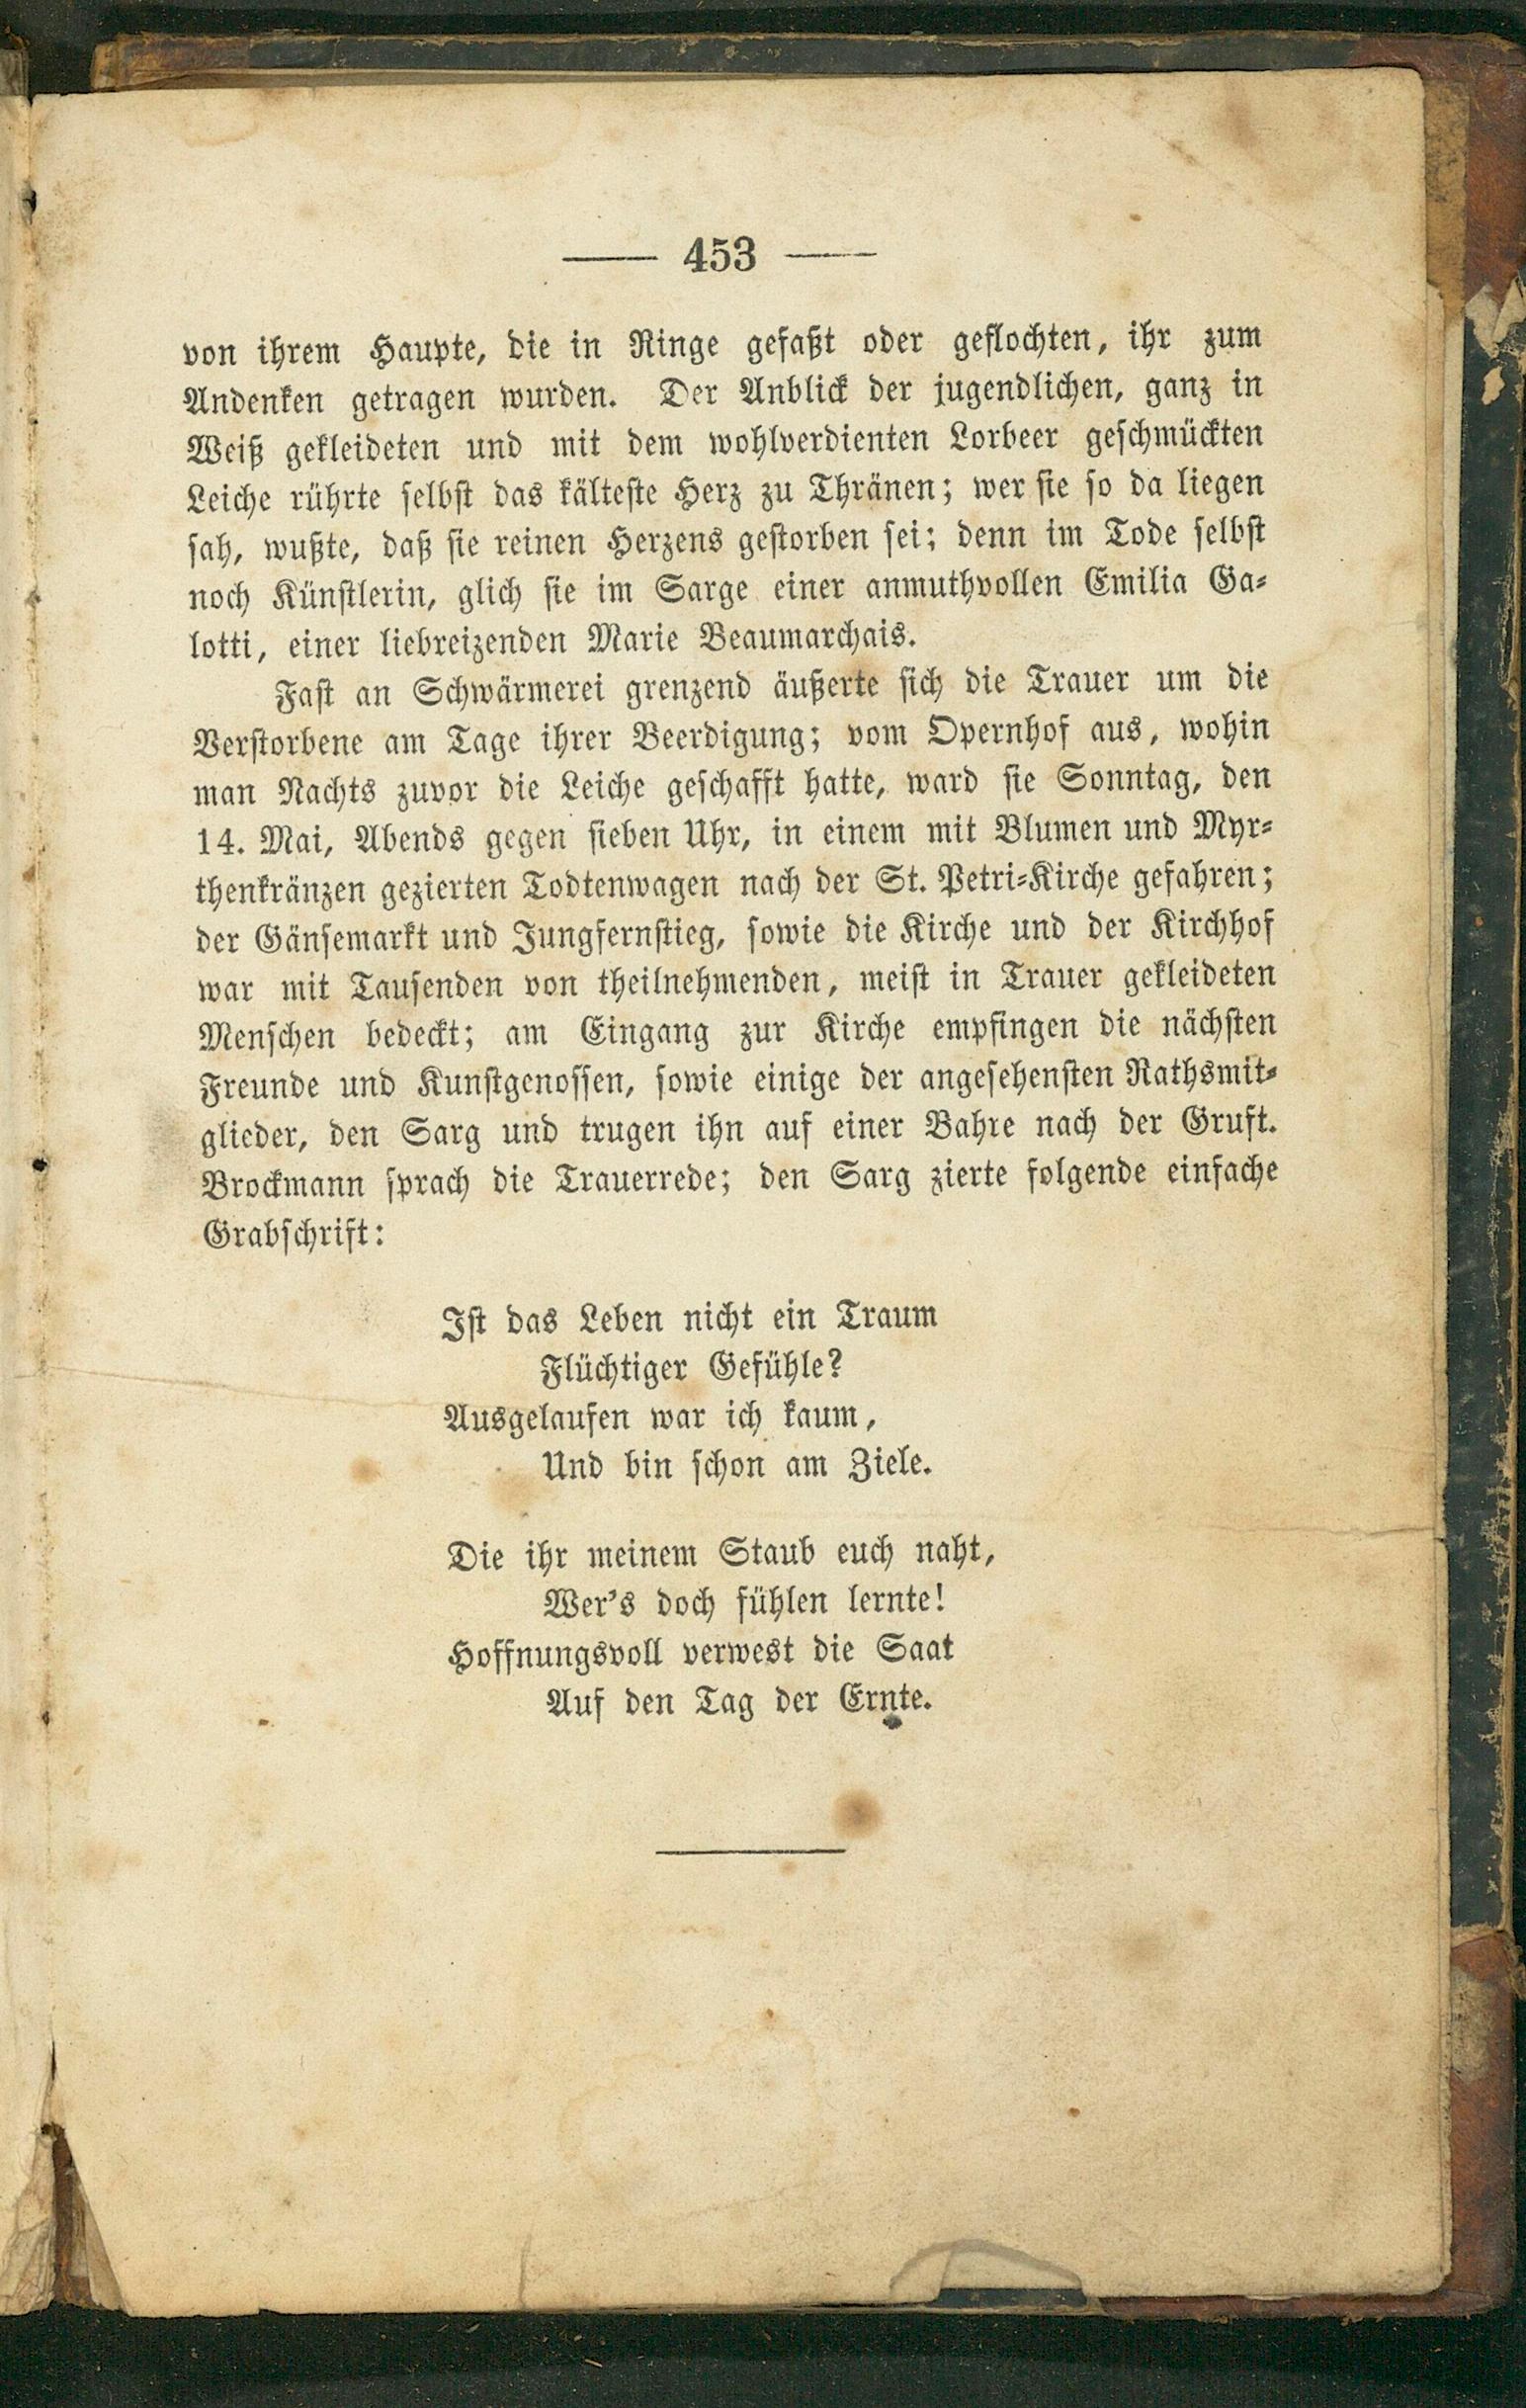 — 453 —
von ihrem Haupte, die in Ringe gefaßt oder geflochten, ihr zum
Andenken getragen wurden. Der Anblick der jugendlichen, ganz in
Weiß gekleideten und mit dem wohlverdienten Lorbeer geschmückten
Leiche rührte selbst das kälteste Herz zu Thränen; wer sie so da liegen
sah, wußte, daß sie reinen Herzens gestorben sei; denn im Tode selbst
noch Künstlerin, glich sie im Sarge einer anmuthvollen Emilia Ga-
lotti, einer liebreizenden Marie Beaumarchais.
Fast an Schwärmerei grenzend äußerte sich die Trauer um die
Verstorbene am Tage ihrer Beerdigung; vom Opernhof aus, wohin
man Nachts zuvor die Leiche geschafft hatte, ward sie Sonntag, den
14. Mai, Abends gegen sieben Uhr, in einem mit Blumen und Myr-
thenkränzen gezierten Todtenwagen nach der St. Petri-Kirche gefahren;
der Gänsemarkt und Jungfernstieg, sowie die Kirche und der Kirchhof
war mit Tausenden von theilnehmenden, meist in Trauer gekleideten
Menschen bedeckt; am Eingang zur Kirche empfingen die nächsten
Freunde und Kunstgenossen, sowie einige der angesehensten Rathsmit-
glieder, den Sarg und trugen ihn auf einer Bahre nach der Gruft.
Brockmann sprach die Trauerrede; den Sarg zierte folgende einfache
Grabschrift:
Ist das Leben nicht ein Traum
Flüchtiger Gefühle?
Ausgelaufen war ich kaum,
Und bin schon am Ziele.
Die ihr meinem Staub euch naht,
Wer's doch fühlen lernte!
Hoffnungsvoll verwest die Saat
Auf den Tag der Ernte.